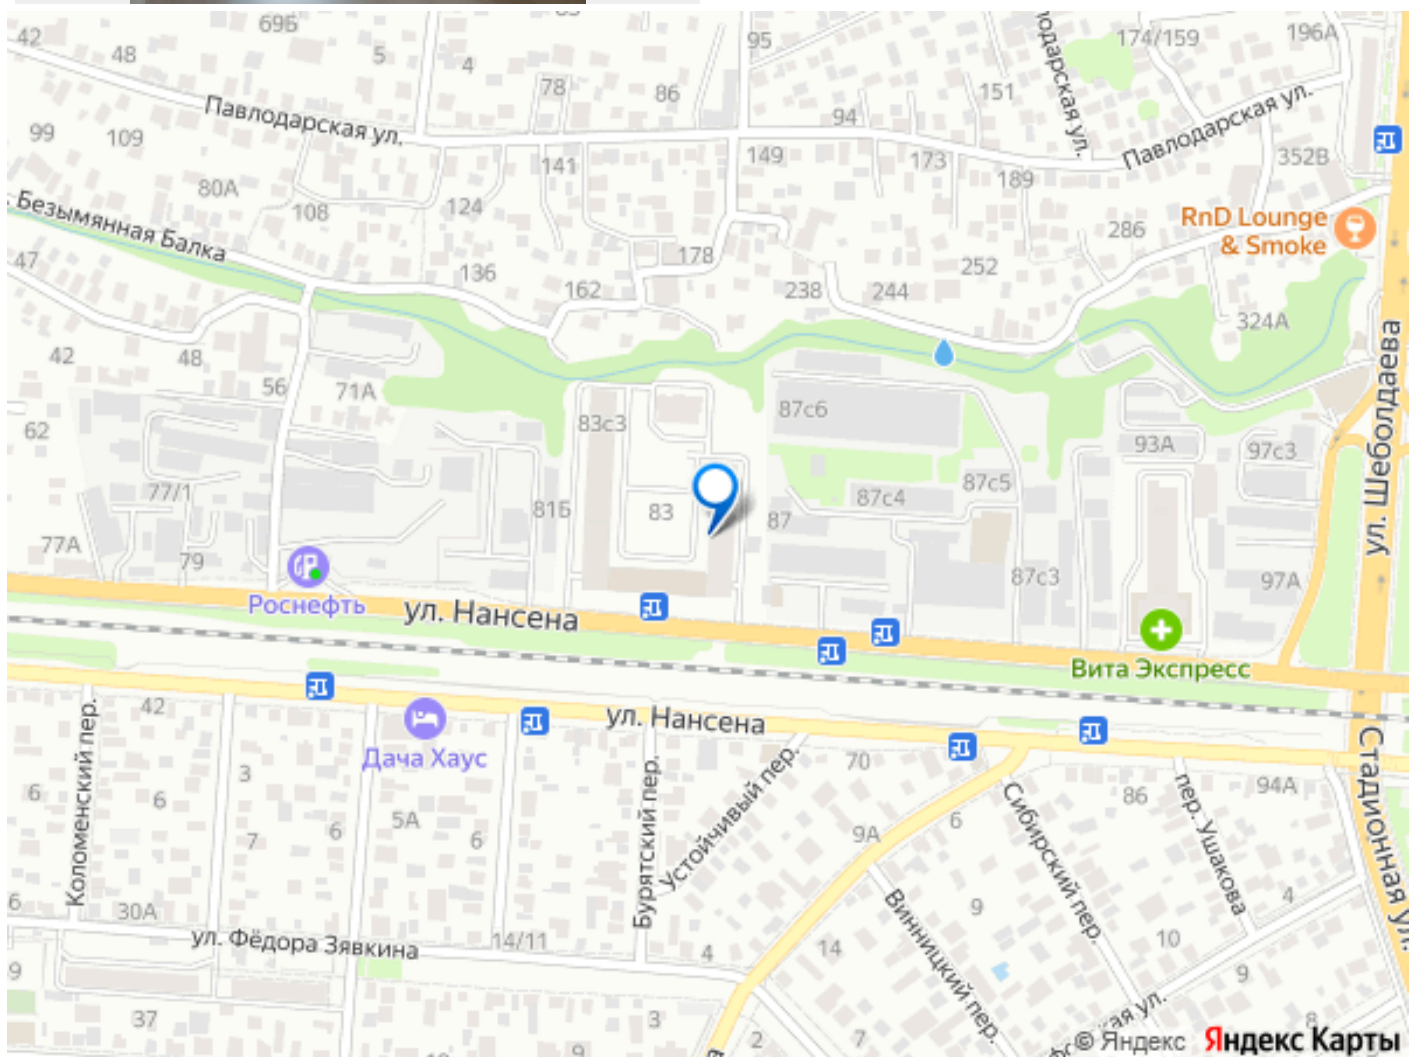 69Б
42
48
5
4
78
86
95
174/159
196А
Павлодарская ул.
151
94
99
109
Павлодарская ул.
141
149
173
189
352В
80А
108
124
RnD Lounge
& Smoke
286
Безымянная Балка
178
252
47
136
162
238
244
324А
ул. Шеболдаева
42
48
56
71А
83с3
87с6
62
93А
97с3
77/1
81Б
83
87с4
87с5
87
77А
79
87с3
97А
Роснефть
ул. Нансена
Вита Экспресс
42
ул. Нансена
Дача Хаус
Коломенский пер.
3
6
6
7
6
5А
6
Бурятский пер.
Устойчивый пер.
70
9А
6
86
94А
Сибирский пер.
пер. Ушакова
Стадионная ул.
30А
ул. Фёдора Зявкина
14/11
4
14
Винницкий пер.
9
10
4
9
37
3
2
7
9
8
© Яндекс Яндекс Карты